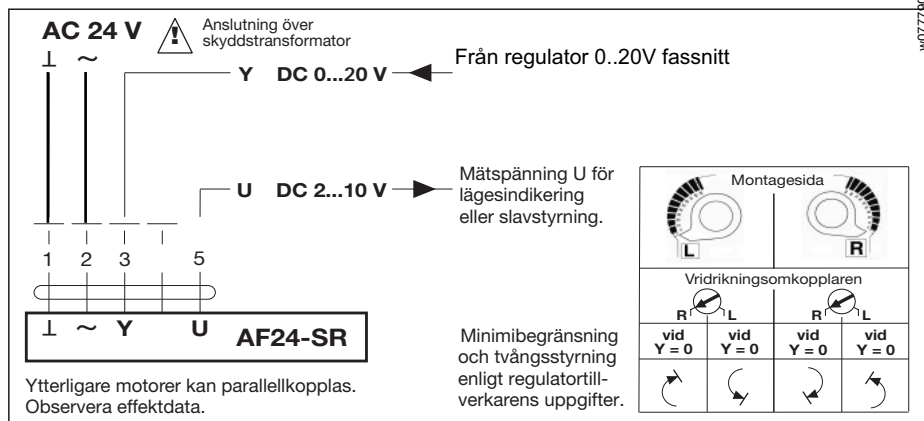 AC 24 V
Anslutning över
skyddstransformator
⊥ ~
Y DC 0...20 V
Från regulator 0..20V fassnitt
U DC 2...10 V
Mätspänning U för
lägesindikering
eller slavstyrning.
1 2 3 5
⊥ ~ Y U AF24-SR
Ytterligare motorer kan parallellkopplas.
Observera effektdata.
Minimibegränsning
och tvångsstyrning
enligt regulatortill-
verkarens uppgifter.
Montagesida
L R
Vridrikningsomkopplaren
R L R L
vid vid vid vid
Y = 0 Y = 0 Y = 0 Y = 0